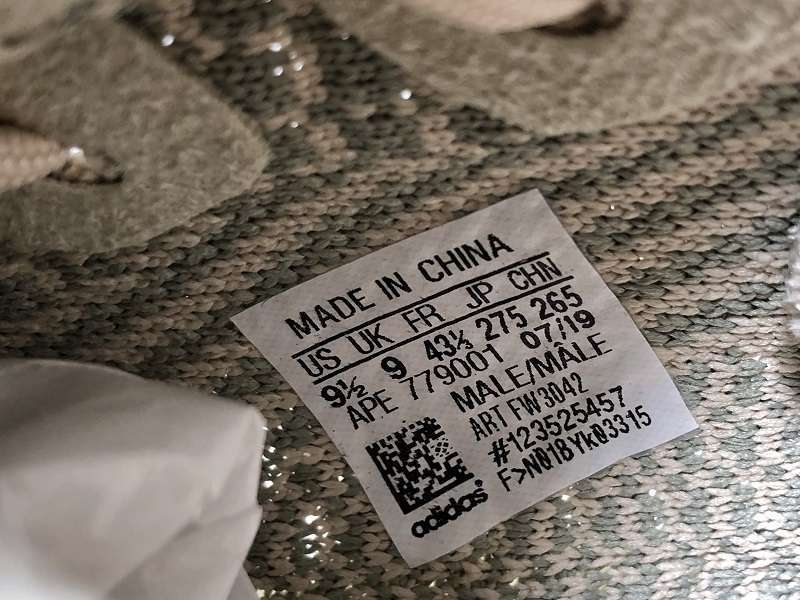 MADE IN CHINA
US UK FR JP CHN
9½ 9 43⅓ 275 265
APE 779001 07/19
MALE/MÂLE
ART FW3042
#123525457
F>N01BYk03315
adidas